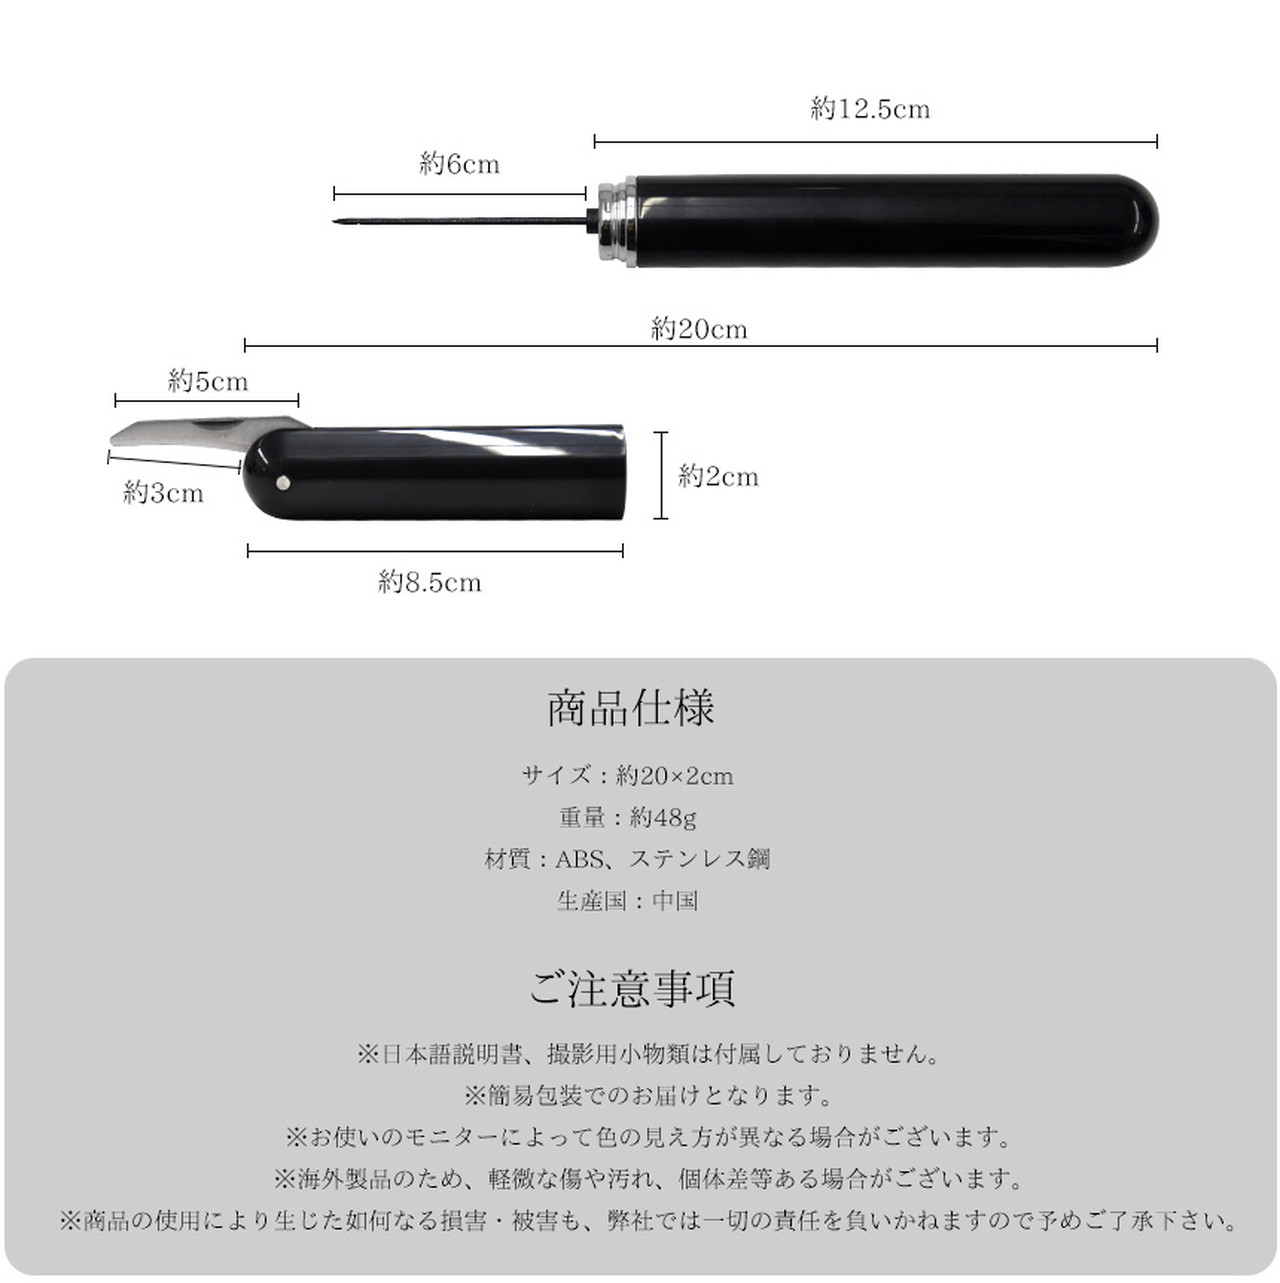 約12.5cm
約6cm
約20cm
約5cm
約3cm
約2cm
約8.5cm
商品仕様
サイズ：約20×2cm
重量：約48g
材質：ABS、ステンレス鋼
生産国：中国
ご注意事項
※日本語説明書、撮影用小物類は付属しておりません。
※簡易包装でのお届けとなります。
※お使いのモニターによって色の見え方が異なる場合がございます。
※海外製品のため、軽微な傷や汚れ、個体差等ある場合がございます。
※商品の使用により生じた如何なる損害・被害も、弊社では一切の責任を負いかねますので予めご了承下さい。